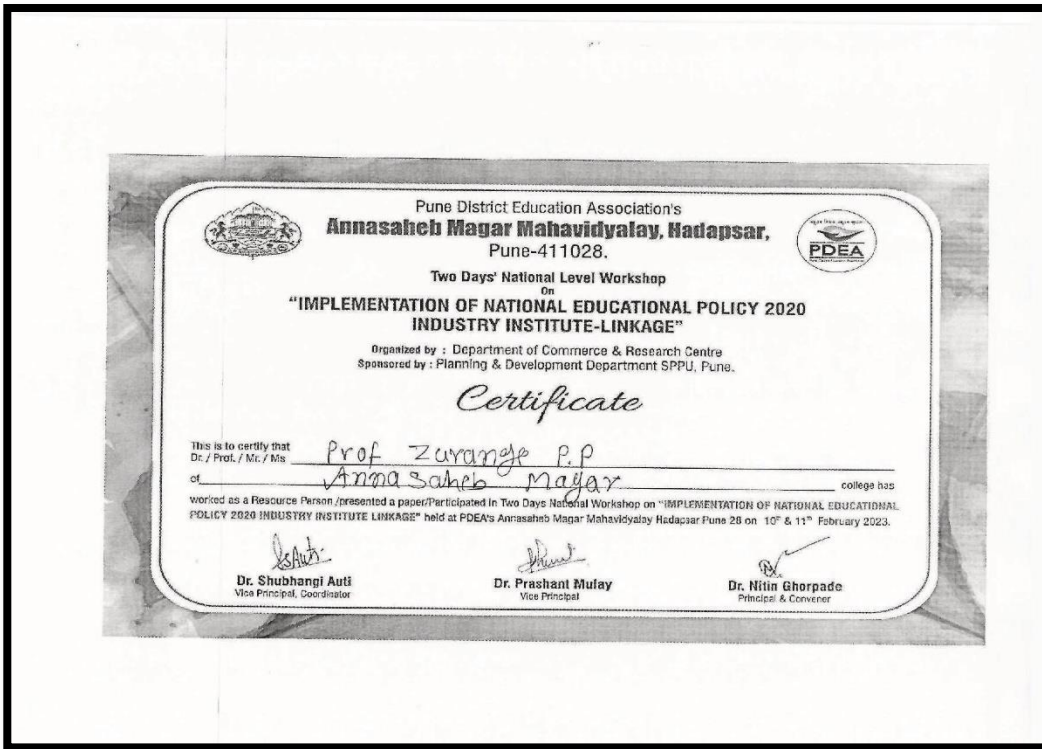 Pune District Education Association's
Annasaheb Magar Mahavidyalay, Hadapsar,
Pune-411028.
PDEA
Two Days' National Level Workshop
On
"IMPLEMENTATION OF NATIONAL EDUCATIONAL POLICY 2020
INDUSTRY INSTITUTE-LINKAGE"
Organized by : Department of Commerce & Research Centre
Sponsored by : Planning & Development Department SPPU, Pune.
Certificate
This is to certify that
Dr. / Prof. / Mr. / Ms Prof Zurange P.P
of Annasaheb Magar college has
worked as a Resource Person /presented a paper/Participated in Two Days National Workshop on "IMPLEMENTATION OF NATIONAL EDUCATIONAL
POLICY 2020 INDUSTRY INSTITUTE LINKAGE" held at PDEA's Annasaheb Magar Mahavidyalay Hadapsar Pune 28 on 10th & 11th February 2023.
Dr. Shubhangi Auti
Vice Principal, Coordinator
Dr. Prashant Mulay
Vice Principal
Dr. Nitin Ghorpade
Principal & Convener